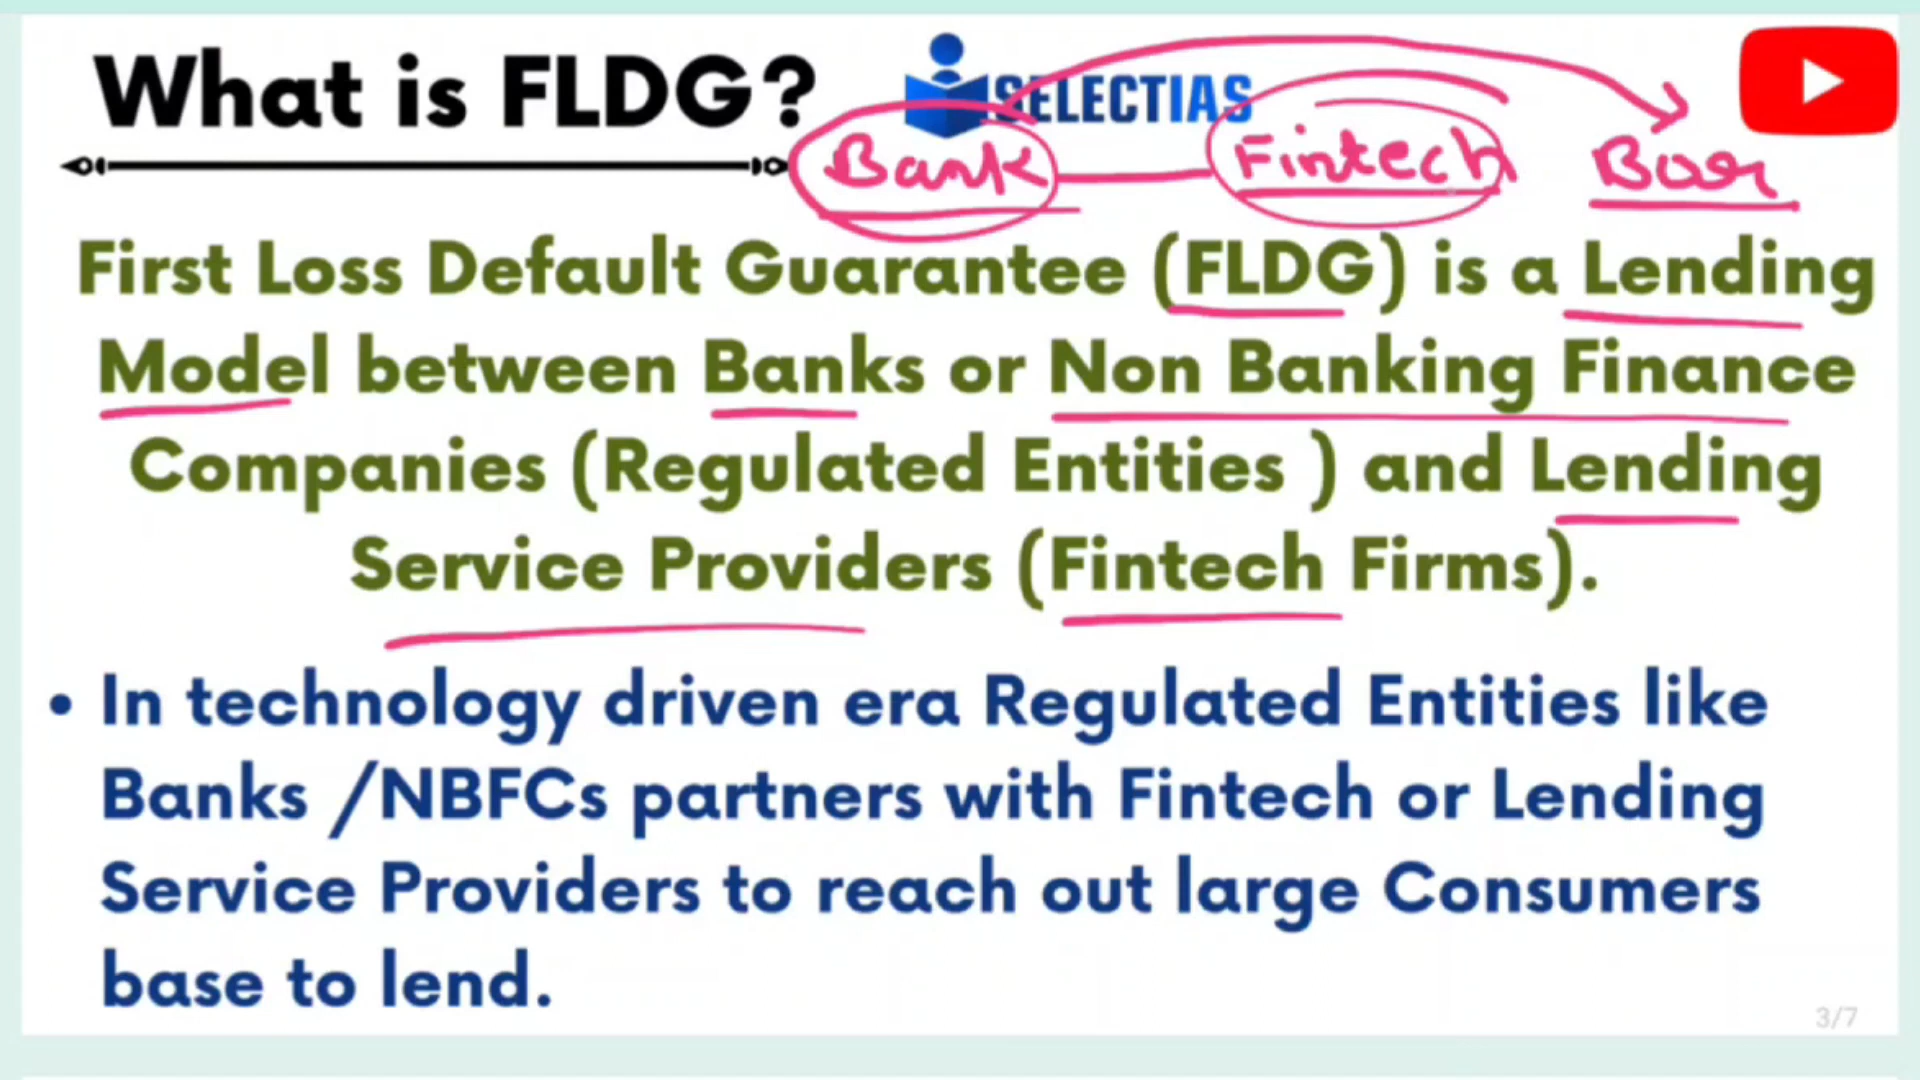 What is FLDG?
SELECTIAS
Bank Fintech
First Loss Default Guarantee (FLDG) is a Lending
Model between Banks or Non Banking Finance
Companies (Regulated Entities ) and Lending
Service Providers (Fintech Firms).
• In technology driven era Regulated Entities like
Banks /NBFCs partners with Fintech or Lending
Service Providers to reach out large Consumers
base to lend.
3/7